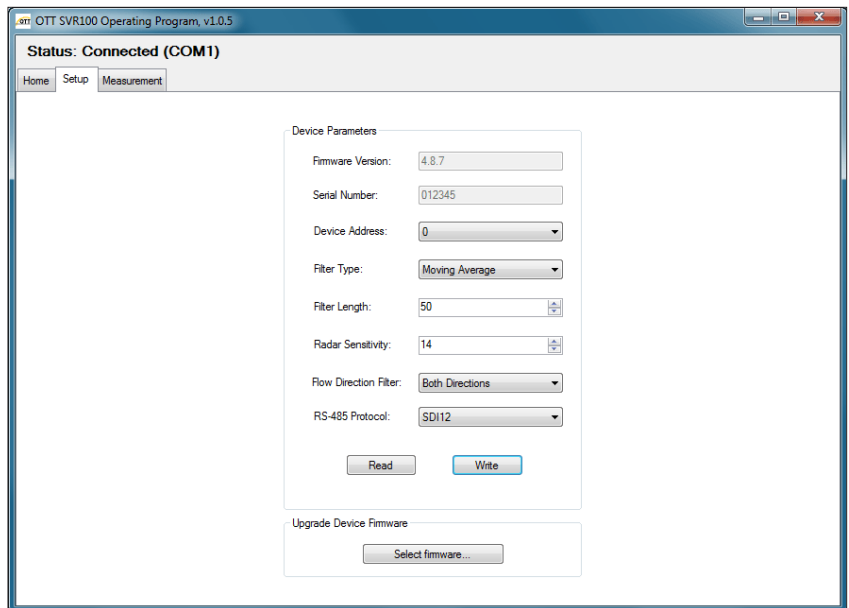 OTT OTT SVR100 Operating Program, v1.0.5
Status: Connected (COM1)
Home Setup Measurement
Device Parameters
Firmware Version: 4.8.7
Serial Number: 012345
Device Address: 0
Filter Type: Moving Average
Filter Length: 50
Radar Sensitivity: 14
Flow Direction Filter: Both Directions
RS-485 Protocol: SDI12
Read Write
Upgrade Device Firmware
Select firmware...